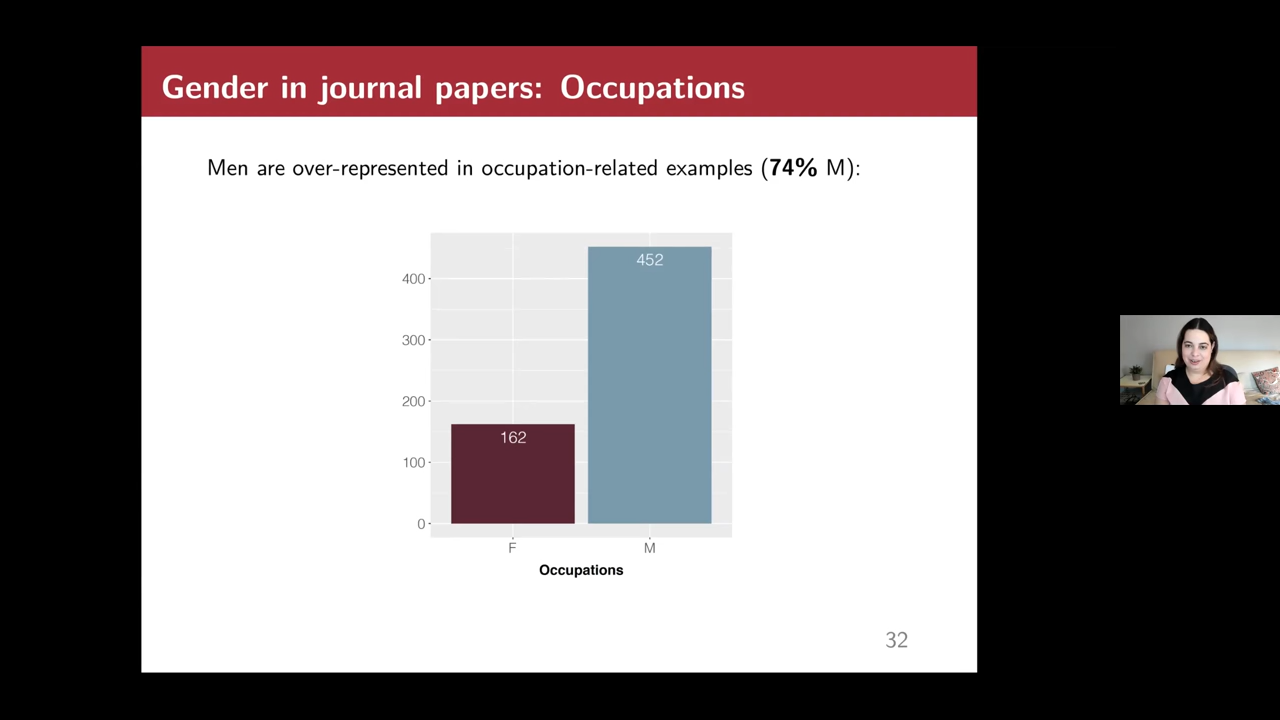 Gender in journal papers: Occupations
Men are over-represented in occupation-related examples (74% M):
452
400
300
200
162
100
0
F
M
Occupations
32